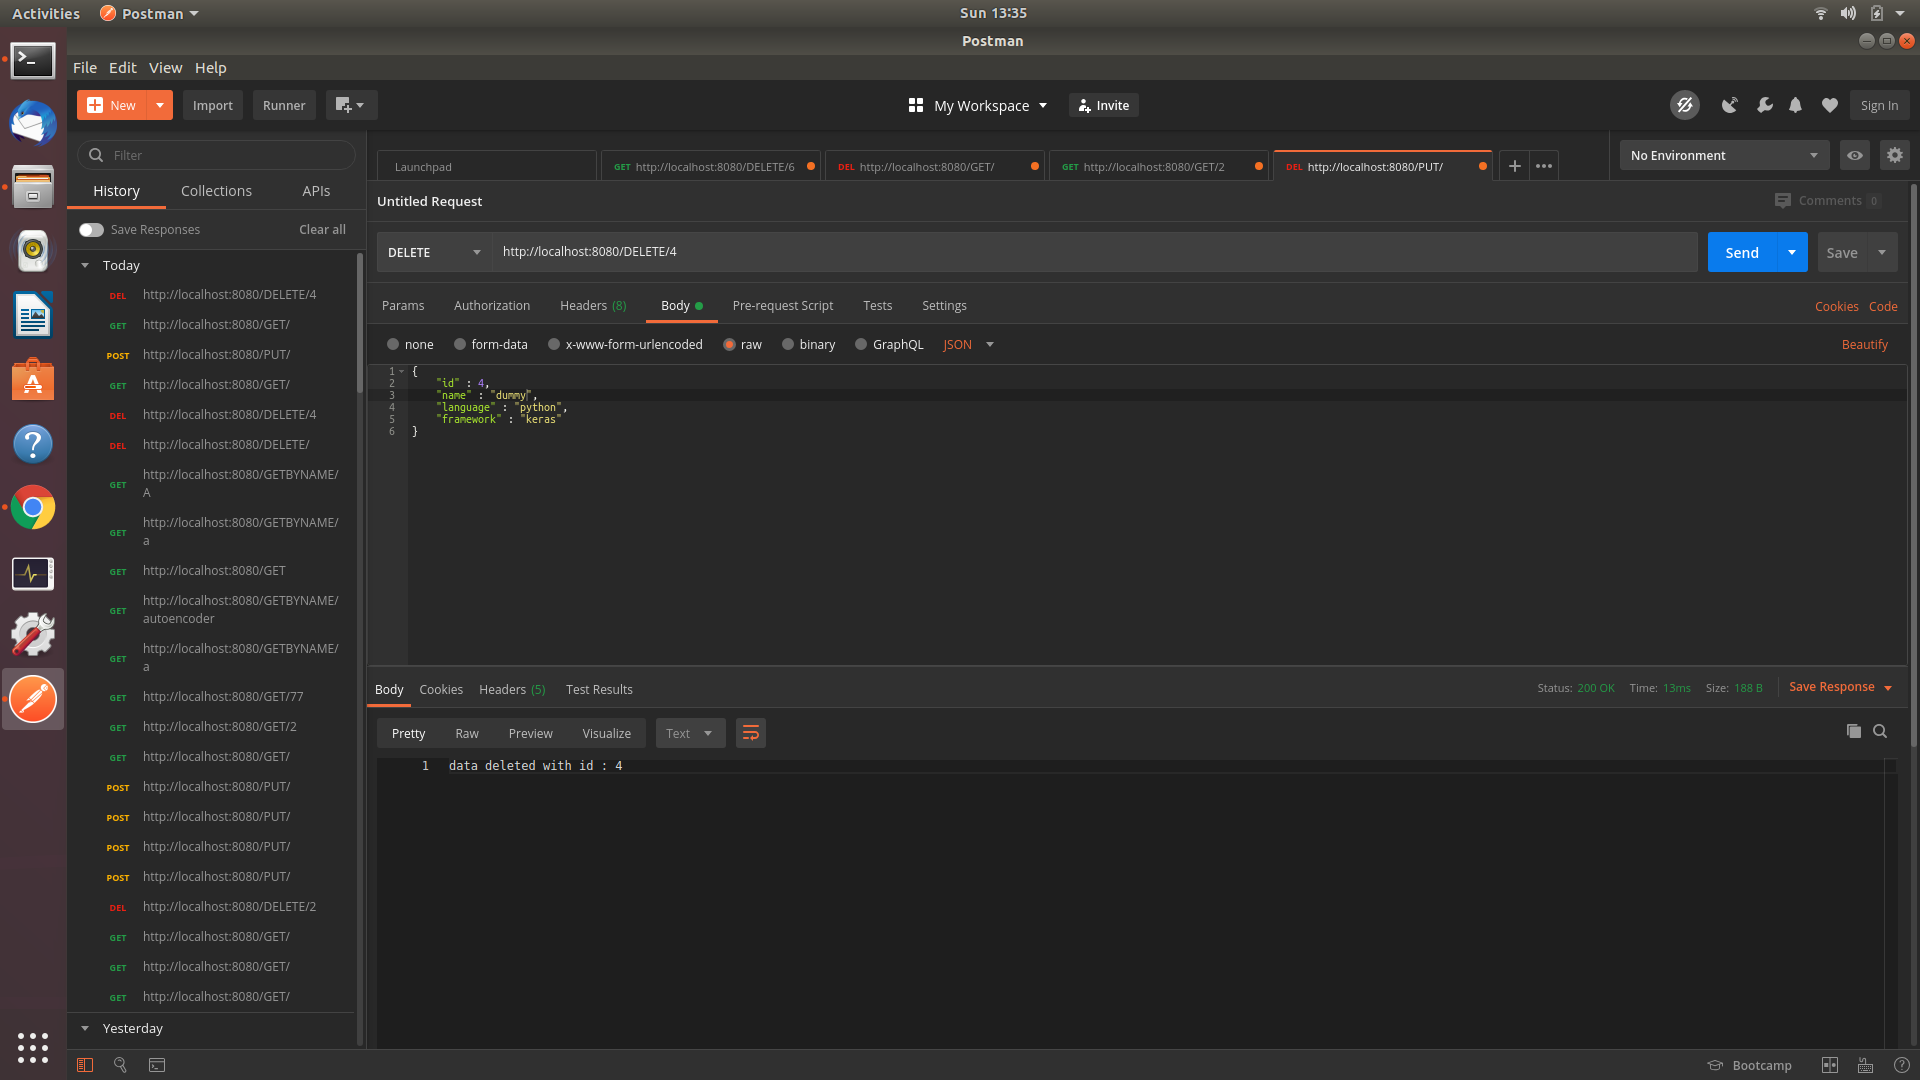 Activities
Postman
Sun 13:35
Postman
File Edit View Help
New
Import
Runner
My Workspace
Invite
Sign In
Filter
History
Collections
APIs
Save Responses
Clear all
Today
DEL http://localhost:8080/DELETE/4
GET http://localhost:8080/GET/
POST http://localhost:8080/PUT/
GET http://localhost:8080/GET/
DEL http://localhost:8080/DELETE/4
DEL http://localhost:8080/DELETE/
GET http://localhost:8080/GETBYNAME/
A
GET http://localhost:8080/GETBYNAME/
a
GET http://localhost:8080/GET
GET http://localhost:8080/GETBYNAME/
autoencoder
GET http://localhost:8080/GETBYNAME/
a
GET http://localhost:8080/GET/77
GET http://localhost:8080/GET/2
GET http://localhost:8080/GET/
POST http://localhost:8080/PUT/
POST http://localhost:8080/PUT/
POST http://localhost:8080/PUT/
POST http://localhost:8080/PUT/
DEL http://localhost:8080/DELETE/2
GET http://localhost:8080/GET/
GET http://localhost:8080/GET/
GET http://localhost:8080/GET/
Yesterday
Launchpad
GET http://localhost:8080/DELETE/6
DEL http://localhost:8080/GET/
GET http://localhost:8080/GET/2
DEL http://localhost:8080/PUT/
No Environment
Untitled Request
Comments 0
DELETE
http://localhost:8080/DELETE/4
Send
Save
Params
Authorization
Headers (8)
Body
Pre-request Script
Tests
Settings
Cookies
Code
none
form-data
x-www-form-urlencoded
raw
binary
GraphQL
JSON
Beautify
1 {
2 "id" : 4,
3 "name" : "dummy",
4 "language" : "python",
5 "framework" : "keras"
6 }
Body
Cookies
Headers (5)
Test Results
Status: 200 OK
Time: 13ms
Size: 188 B
Save Response
Pretty
Raw
Preview
Visualize
Text
1 data deleted with id : 4
Bootcamp